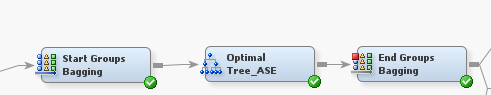 Start Groups
Bagging
Optimal
Tree_ASE
End Groups
Bagging